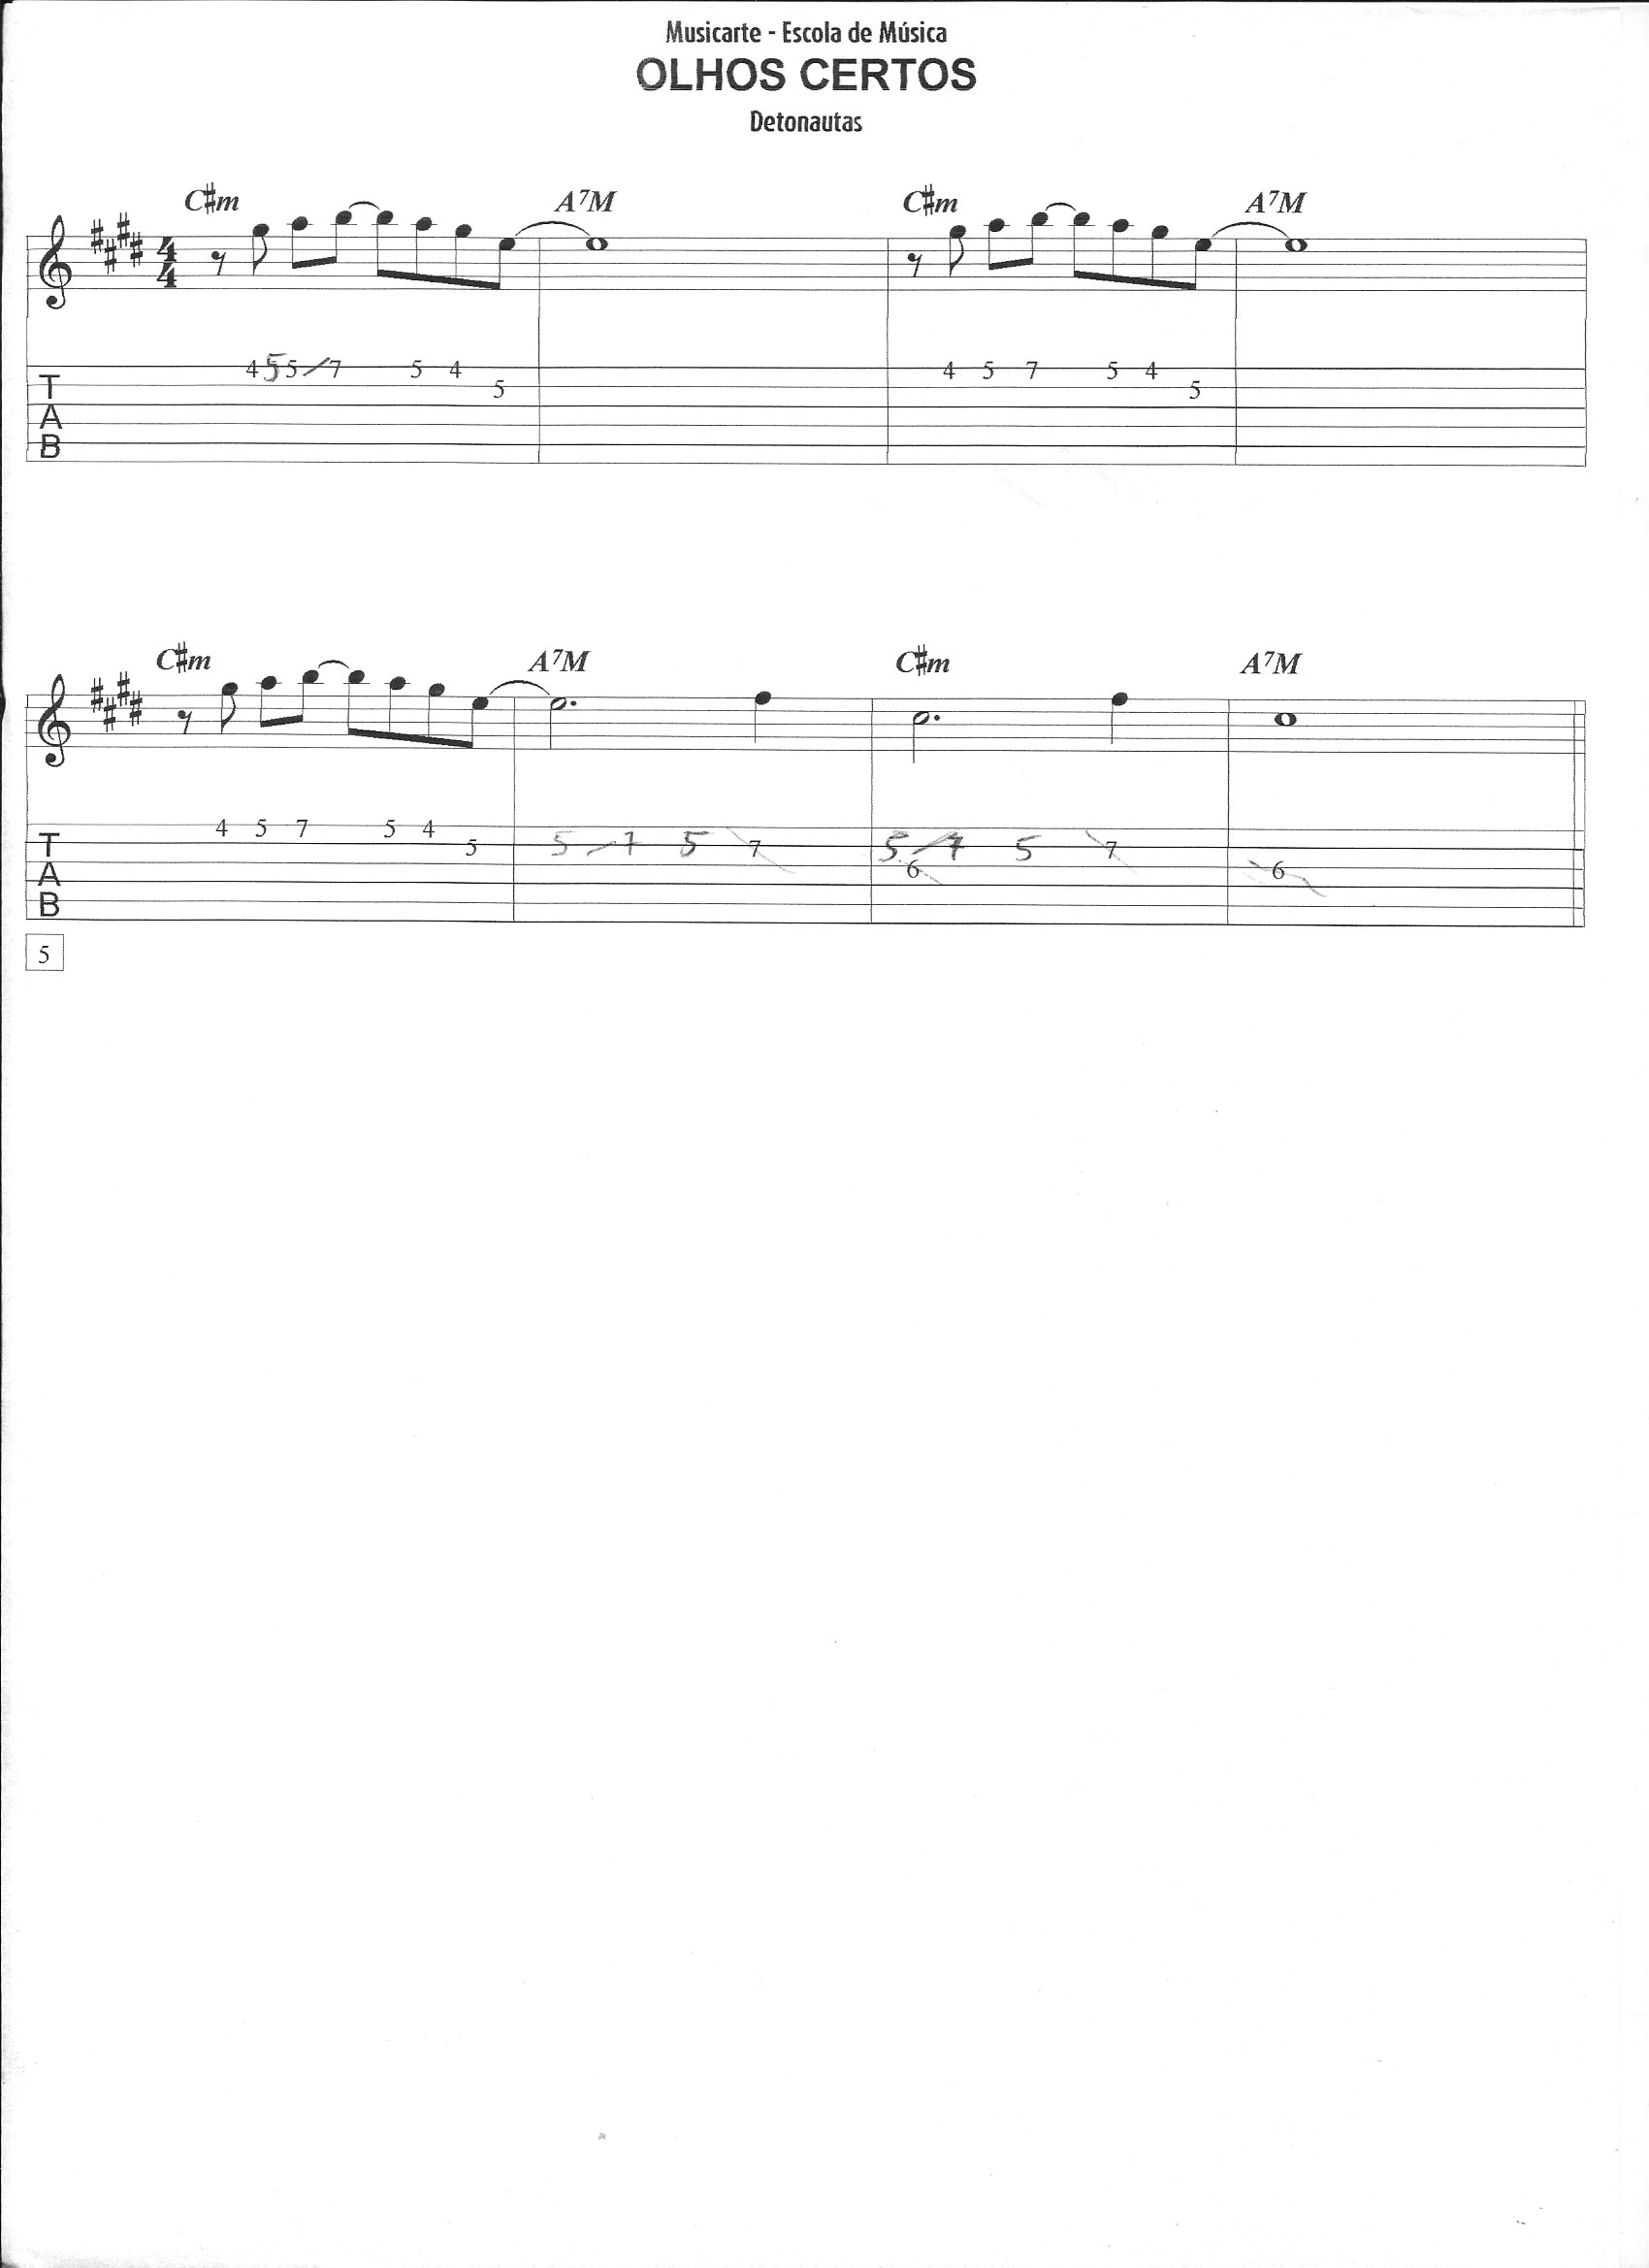 Musicarte - Escola de Música
OLHOS CERTOS
Detonautas
C#m A7M C#m A7M
4 4
4 5 5 7 5 4 4 5 7 5 4
T 5 5
A
B
C#m A7M C#m A7M
4 5 7 5 4
T 5 5 7 5 7 5 7 5 7
A 6 6
B
5